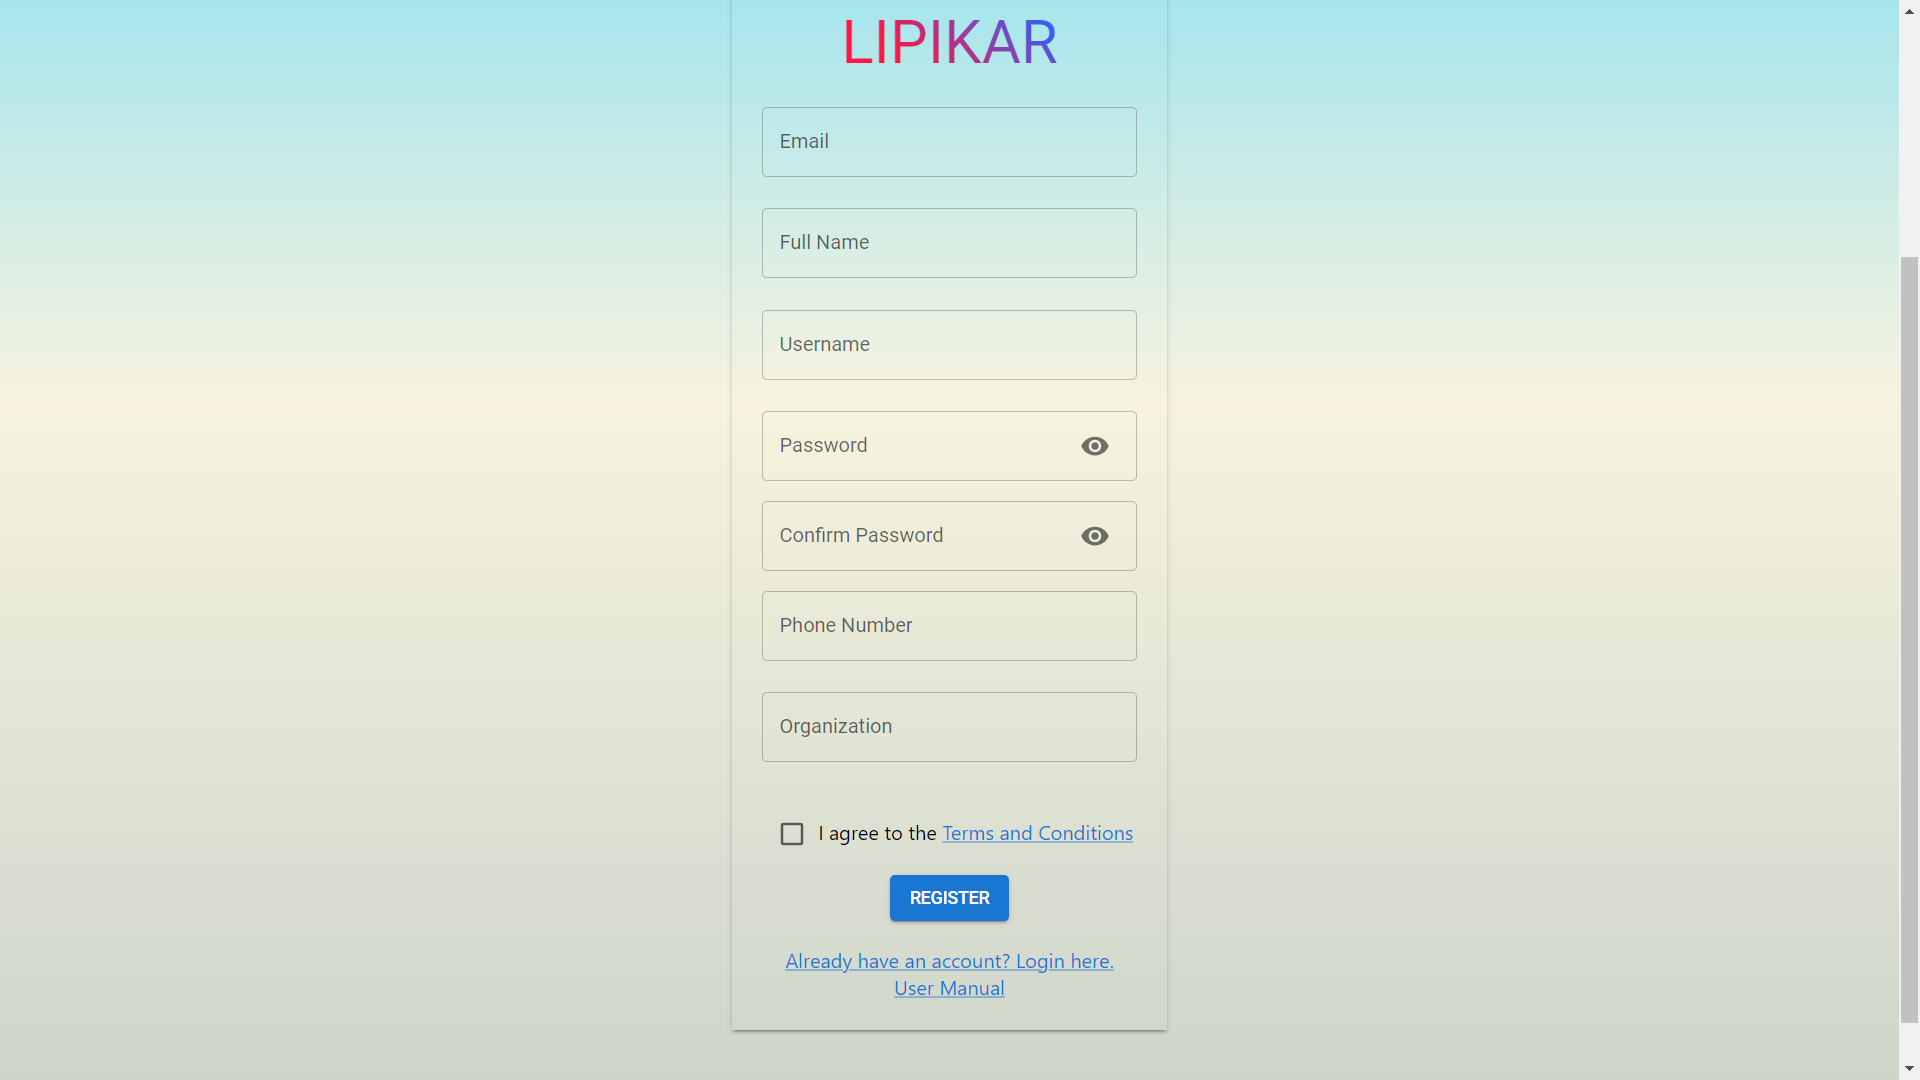 LIPIKAR
Email
Full Name
Username
Password
Confirm Password
Phone Number
Organization
I agree to the Terms and Conditions
REGISTER
Already have an account? Login here.
User Manual